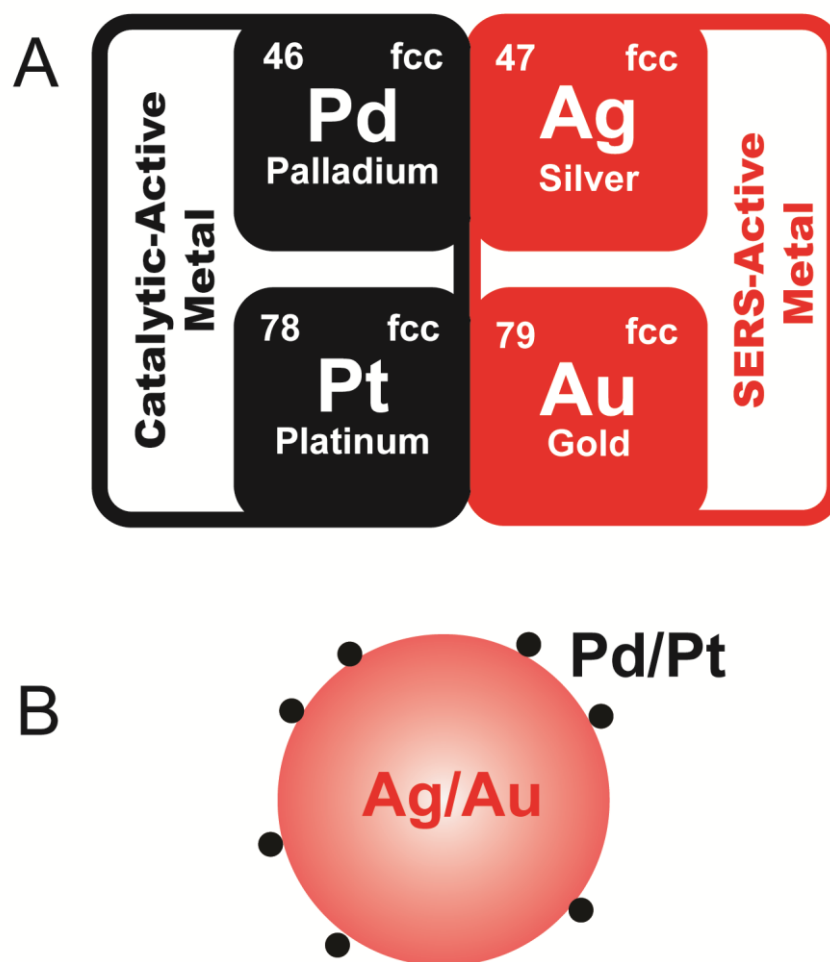 A
46 fcc
Pd
Palladium
47 fcc
Ag
Silver
Catalytic-Active
Metal
78 fcc
Pt
Platinum
79 fcc
Au
Gold
SERS-Active
Metal
B
Pd/Pt
Ag/Au